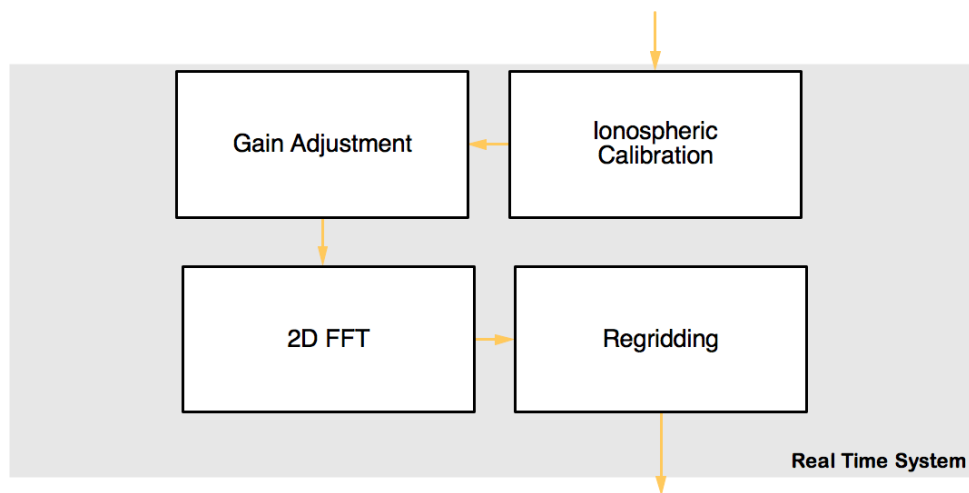 Gain Adjustment
Ionospheric
Calibration
2D FFT
Regridding
Real Time System